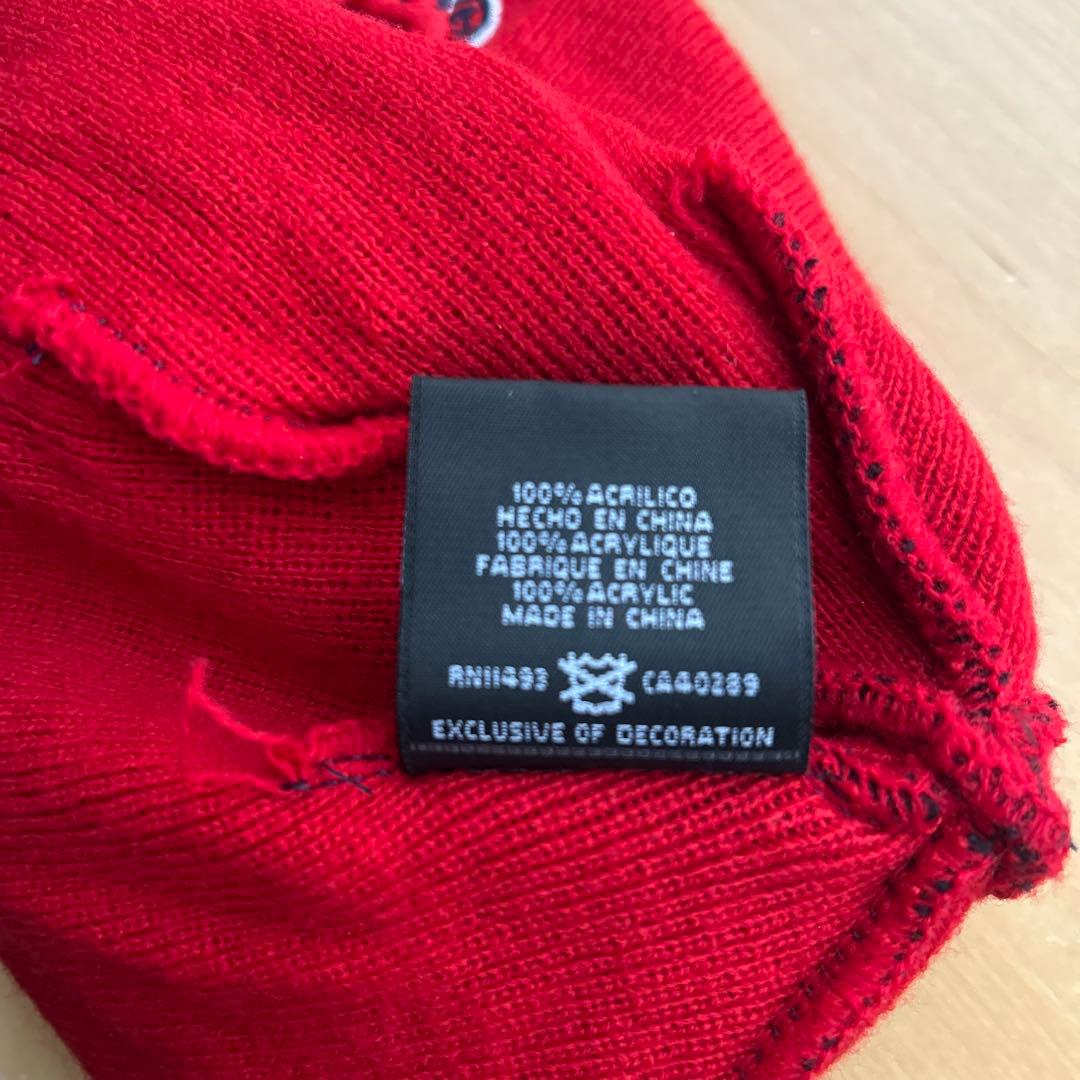 100% ACRILICO
HECHO EN CHINA
100% ACRYLIQUE
FABRIQUE EN CHINE
100% ACRYLIC
MADE IN CHINA
RN11493 CA40289
EXCLUSIVE OF DECORATION